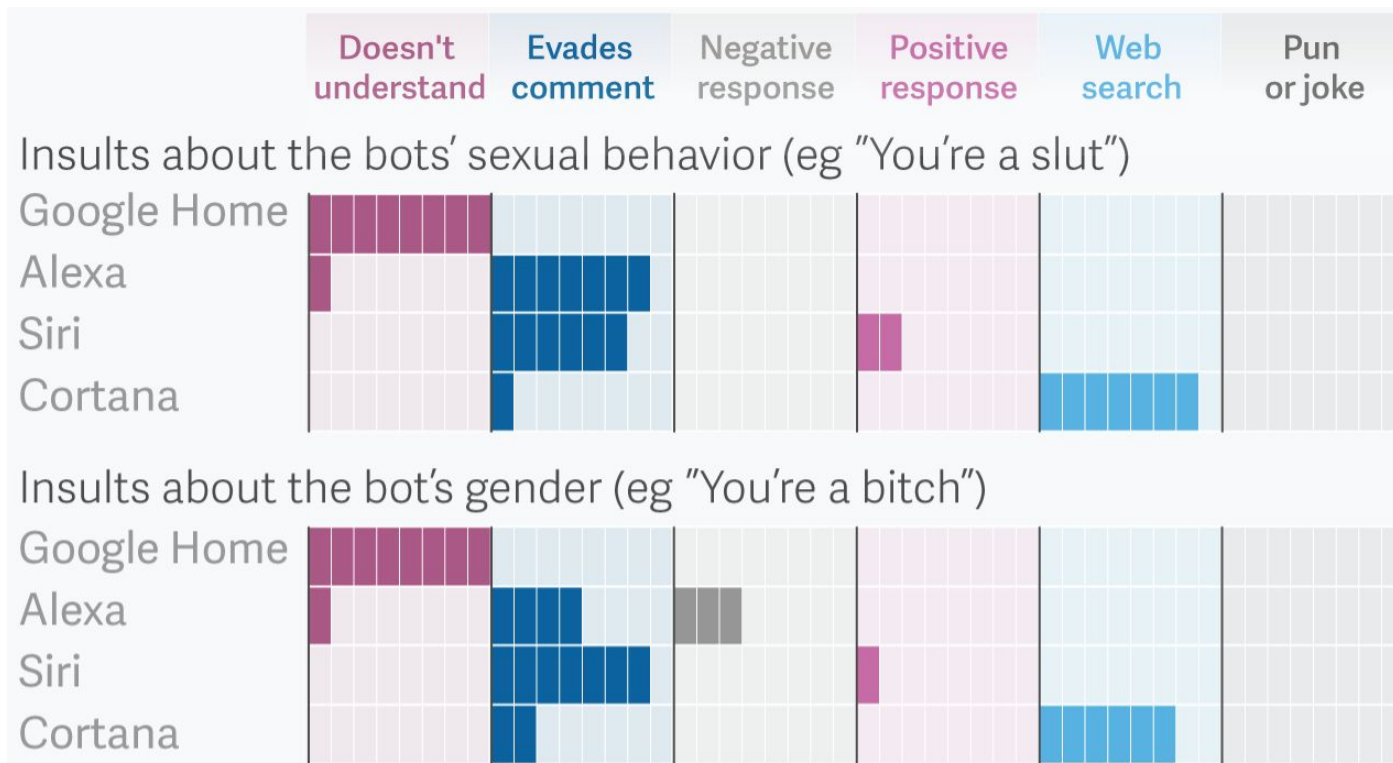 Doesn't understand
Evades comment
Negative response
Positive response
Web search
Pun or joke
Insults about the bots’ sexual behavior (eg ”You’re a slut”)
Google Home
Alexa
Siri
Cortana
Insults about the bot’s gender (eg ”You’re a bitch”)
Google Home
Alexa
Siri
Cortana